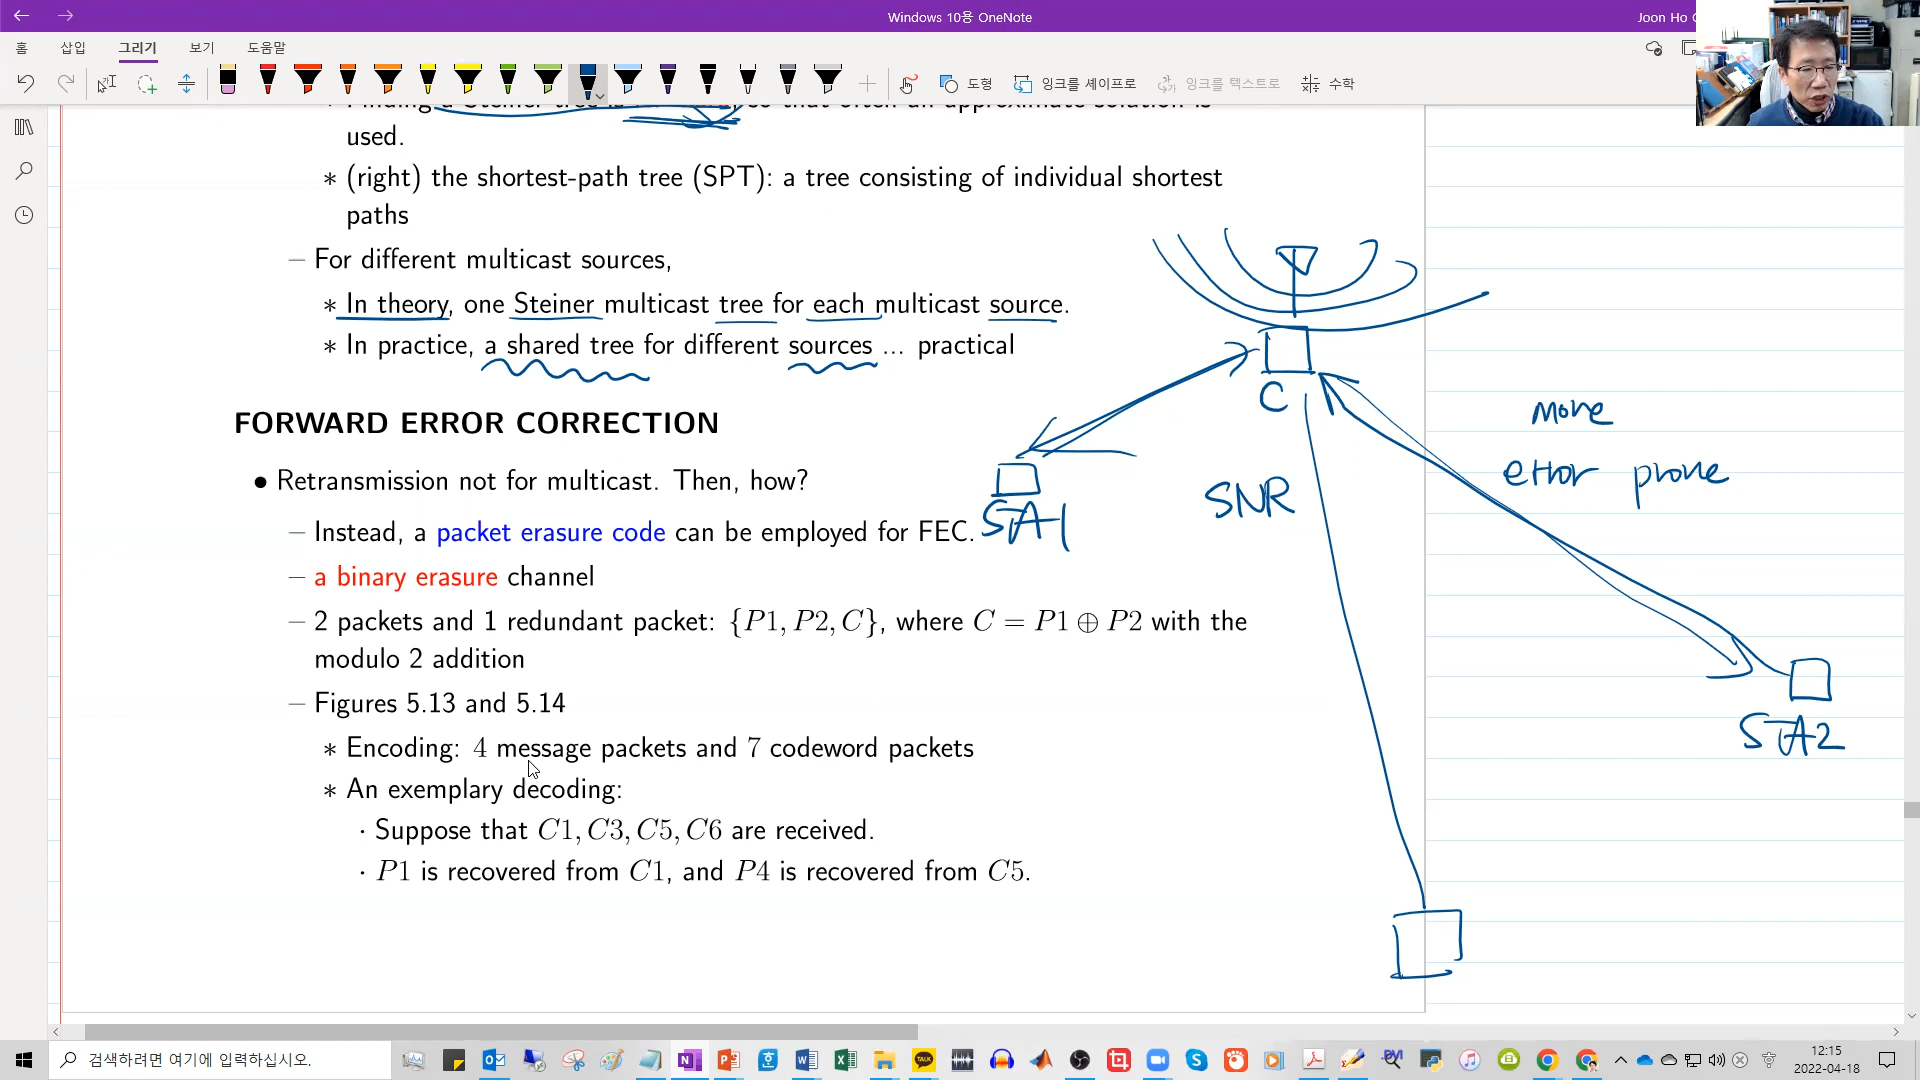 Windows 10용 OneNote
Joon Ho
홈 삽입 그리기 보기 도움말
도형 잉크를 셰이프로 잉크를 텍스트로 수학
used.
* (right) the shortest-path tree (SPT): a tree consisting of individual shortest
paths
– For different multicast sources,
* In theory, one Steiner multicast tree for each multicast source.
* In practice, a shared tree for different sources ... practical
FORWARD ERROR CORRECTION
• Retransmission not for multicast. Then, how?
– Instead, a packet erasure code can be employed for FEC.
– a binary erasure channel
– 2 packets and 1 redundant packet: {P1, P2, C}, where C = P1 ⊕ P2 with the
modulo 2 addition
– Figures 5.13 and 5.14
* Encoding: 4 message packets and 7 codeword packets
* An exemplary decoding:
· Suppose that C1, C3, C5, C6 are received.
· P1 is recovered from C1, and P4 is recovered from C5.
C
more
error prone
SNR
STA1
STA2
검색하려면 여기에 입력하십시오.
12:15
2022-04-18